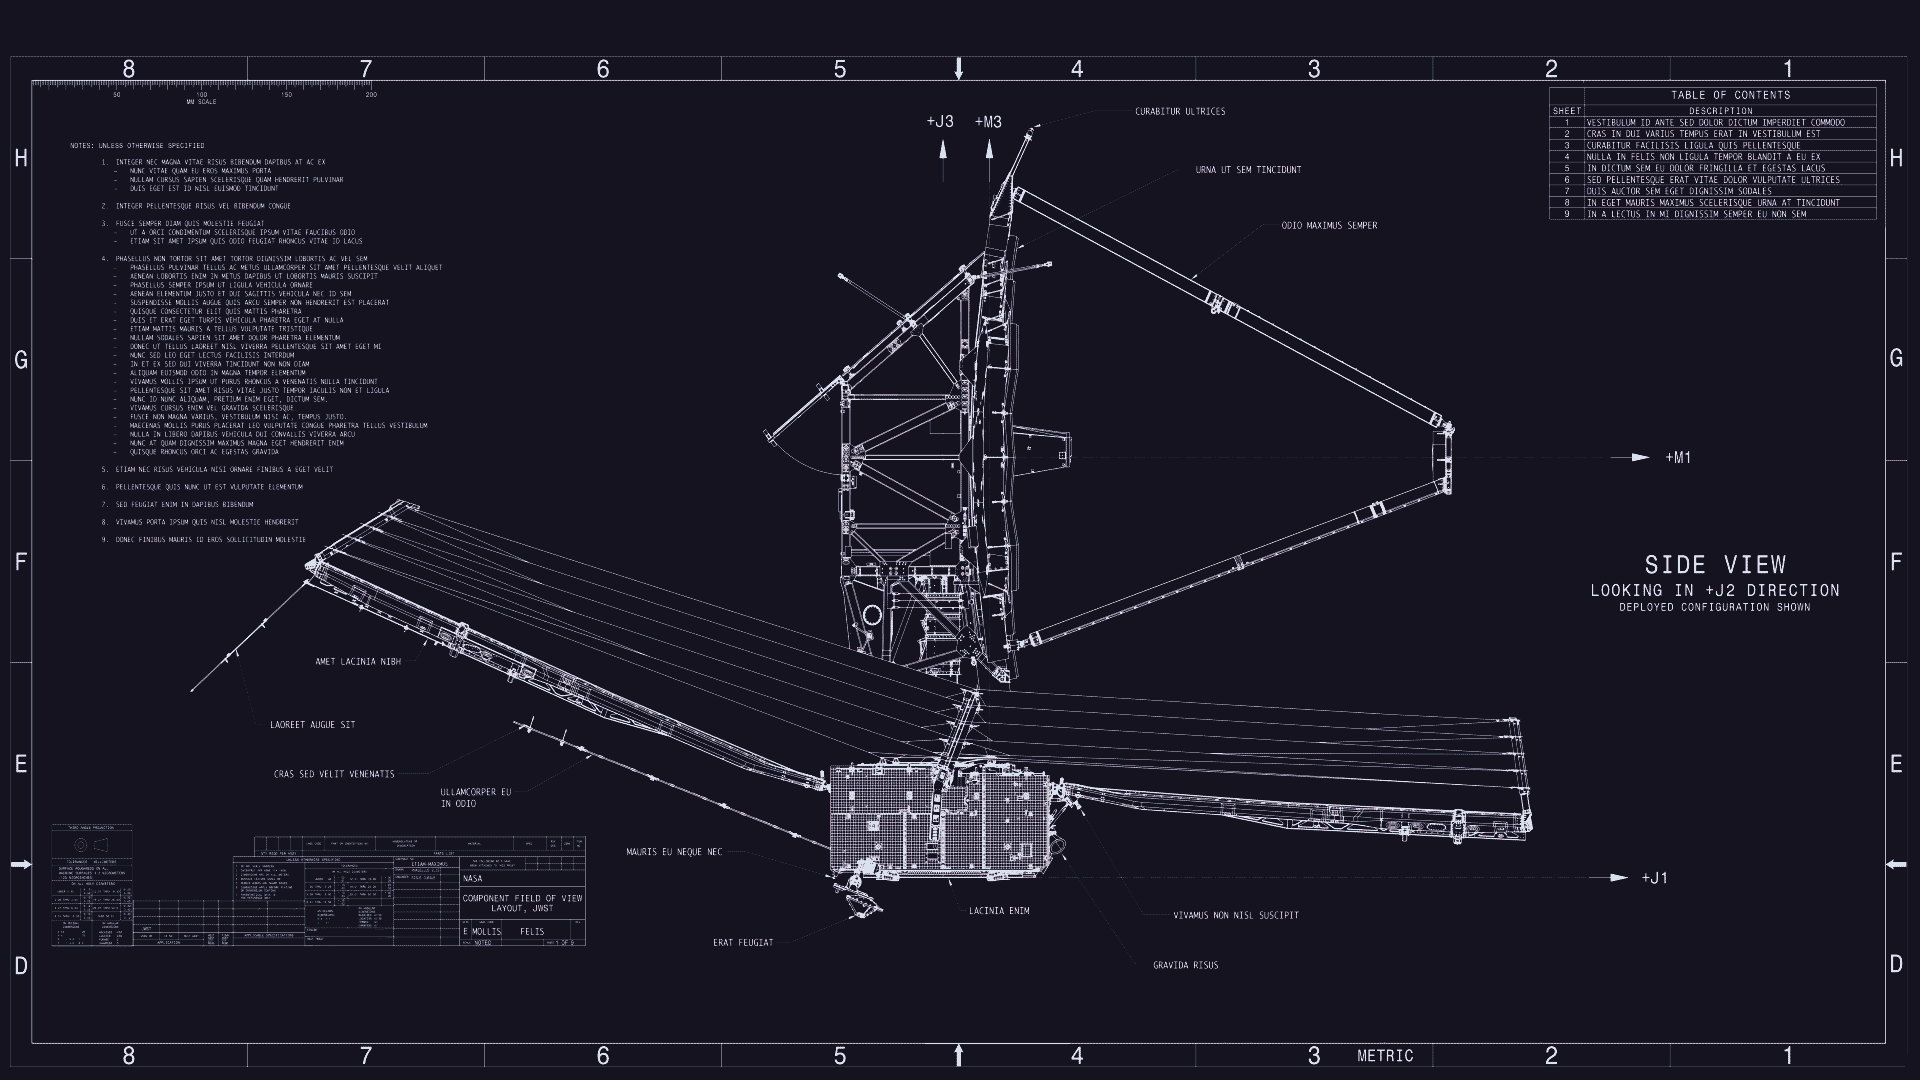 8 7 6 5 4 3 2 1
50 100 150 200
MM SCALE
H
G
F
E
D
NOTES: UNLESS OTHERWISE SPECIFIED
1. INTEGER NEC MAGNA VITAE RISUS BIBENDUM DAPIBUS AT AC EX
- NUNC VITAE QUAM EU EROS MAXIMUS PORTA
- NULLAM CURSUS SAPIEN SCELERISQUE QUAM HENDRERIT PULVINAR
- DUIS EGET EST ID NISL EUISMOD TINCIDUNT
2. INTEGER PELLENTESQUE RISUS VEL BIBENDUM CONGUE
3. FUSCE SEMPER DIAM QUIS MOLESTIE FEUGIAT
- UT A ORCI CONDIMENTUM SCELERISQUE IPSUM VITAE FAUCIBUS ODIO
- ETIAM SIT AMET IPSUM QUIS ODIO FEUGIAT RHONCUS VITAE ID LACUS
4. PHASELLUS NON TORTOR SIT AMET TORTOR DIGNISSIM LOBORTIS AC VEL SEM
- PHASELLUS PULVINAR TELLUS AC METUS ULLAMCORPER SIT AMET PELLENTESQUE VELIT ALIQUET
- AENEAN LOBORTIS ENIM IN METUS DAPIBUS UT LOBORTIS MAURIS SUSCIPIT
- PHASELLUS SEMPER IPSUM UT LIGULA VEHICULA ORNARE
- AENEAN ELEMENTUM JUSTO ET DUI SAGITTIS VEHICULA NEC ID SEM
- SUSPENDISSE MOLLIS AUGUE QUIS ARCU SEMPER NON HENDRERIT EST PLACERAT
- QUISQUE CONSECTETUR ELIT QUIS MATTIS PHARETRA
- DUIS ET ERAT EGET TURPIS VEHICULA PHARETRA EGET AT NULLA
- ETIAM MATTIS MAURIS A TELLUS VULPUTATE TRISTIQUE
- NULLAM SODALES SAPIEN SIT AMET DOLOR PHARETRA ELEMENTUM
- DONEC UT TELLUS LAOREET NISL VIVERRA PELLENTESQUE SIT AMET EGET MI
- NUNC SED LEO EGET LECTUS FACILISIS INTERDUM
- IN ET EX SED DUI VIVERRA TINCIDUNT NON NON DIAM
- ALIQUAM EUISMOD ODIO IN MAGNA TEMPOR ELEMENTUM
- VIVAMUS MOLLIS IPSUM UT PURUS RHONCUS A VENENATIS NULLA TINCIDUNT
- PELLENTESQUE SIT AMET RISUS VITAE JUSTO TEMPOR IACULIS NON ET LIGULA
- NUNC ID NUNC ALIQUAM, PRETIUM ENIM EGET, DICTUM SEM.
- VIVAMUS CURSUS ENIM VEL GRAVIDA SCELERISQUE
- FUSCE NON MAGNA VARIUS, VESTIBULUM NISI AC, TEMPUS JUSTO.
- MAECENAS MOLLIS PURUS PLACERAT LEO VULPUTATE CONGUE PHARETRA TELLUS VESTIBULUM
- NULLA IN LIBERO DAPIBUS VEHICULA DUI CONVALLIS VIVERRA ARCU
- NUNC AT QUAM DIGNISSIM MAXIMUS MAGNA EGET HENDRERIT ENIM
- QUISQUE RHONCUS ORCI AC EGESTAS GRAVIDA
5. ETIAM NEC RISUS VEHICULA NISI ORNARE FINIBUS A EGET VELIT
6. PELLENTESQUE QUIS NUNC UT EST VULPUTATE ELEMENTUM
7. SED FEUGIAT ENIM IN DAPIBUS BIBENDUM
8. VIVAMUS PORTA IPSUM QUIS NISL MOLESTIE HENDRERIT
9. DONEC FINIBUS MAURIS ID EROS SOLLICITUDIN MOLESTIE
+J3 +M3
CURABITUR ULTRICES
URNA UT SEM TINCIDUNT
ODIO MAXIMUS SEMPER
+M1
TABLE OF CONTENTS
SHEET DESCRIPTION
1 VESTIBULUM ID ANTE SED DOLOR DICTUM IMPERDIET COMMODO
2 CRAS IN DUI VARIUS TEMPUS ERAT IN VESTIBULUM EST
3 CURABITUR FACILISIS LIGULA QUIS PELLENTESQUE
4 NULLA IN FELIS NON LIGULA TEMPOR BLANDIT A EU EX
5 IN DICTUM SEM EU DOLOR FRINGILLA ET EGESTAS LACUS
6 SED PELLENTESQUE ERAT VITAE DOLOR VULPUTATE ULTRICES
7 DUIS AUCTOR SEM EGET DIGNISSIM SODALES
8 IN EGET MAURIS MAXIMUS SCELERISQUE URNA AT TINCIDUNT
9 IN A LECTUS IN MI DIGNISSIM SEMPER EU NON SEM
SIDE VIEW
LOOKING IN +J2 DIRECTION
DEPLOYED CONFIGURATION SHOWN
AMET LACINIA NIBH
LAOREET AUGUE SIT
CRAS SED VELIT VENENATIS
ULLAMCORPER EU
IN ODIO
MAURIS EU NEQUE NEC
ERAT FEUGIAT
LACINIA ENIM
VIVAMUS NON NISL SUSCIPIT
GRAVIDA RISUS
+J1
THIRD ANGLE PROJECTION
NASA
COMPONENT FIELD OF VIEW
LAYOUT, JWST
E MOLLIS FELIS
NOTED
1 OF 9
JWST
APPLICATION
ETIAM-MAXIMUS
H
G
F
E
D
8 7 6 5 4 3 METRIC 2 1